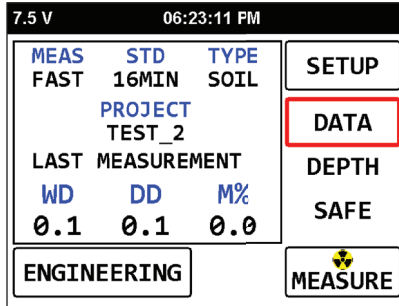 7.5 V 06:23:11 PM
MEAS STD TYPE
FAST 16MIN SOIL
PROJECT
TEST_2
LAST MEASUREMENT
WD DD M%
0.1 0.1 0.0
SETUP
DATA
DEPTH
SAFE
ENGINEERING
MEASURE